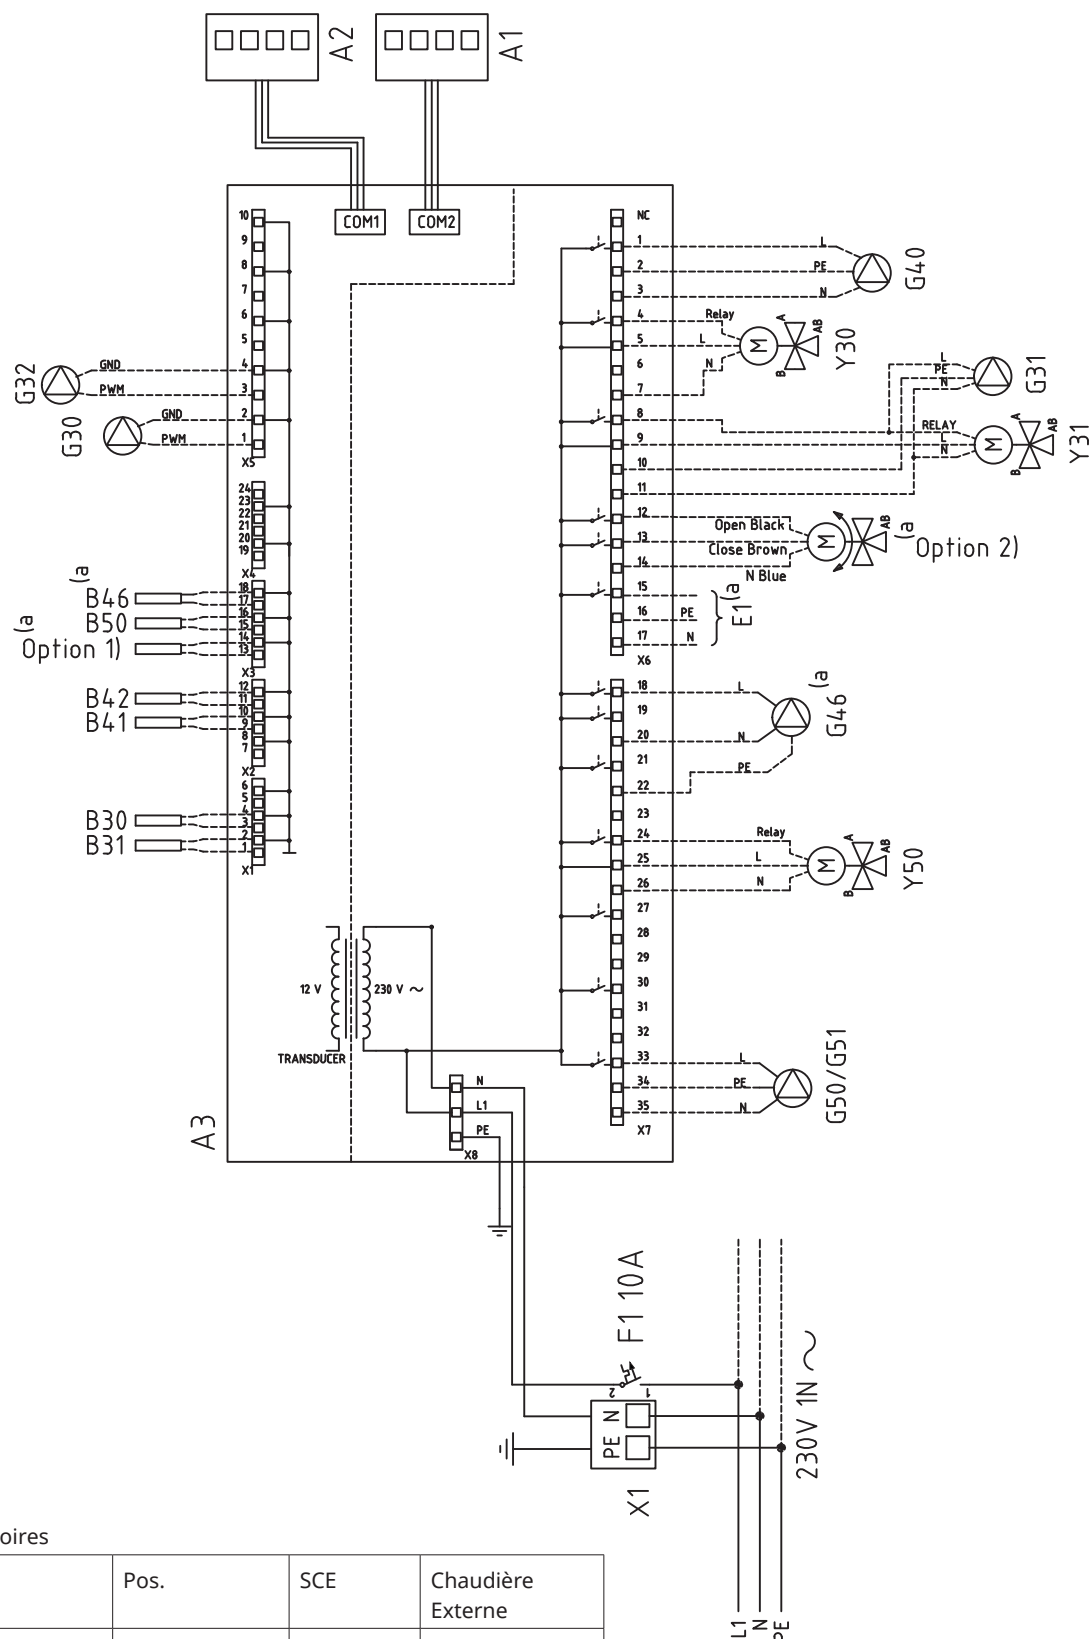 A2
A1
COM1
COM2
10
9
8
7
6
5
4
3
2
1
X5
G32
GND
PWM
G30
GND
PWM
24
23
22
21
20
19
X4
18
17
16
15
14
13
X3
(a
B46
B50
(a
Option 1)
12
11
10
9
8
7
X2
B42
B41
6
5
4
3
2
1
X1
B30
B31
NC
1
2
3
4
5
6
7
8
9
10
11
12
13
14
15
16
17
X6
L
PE
N
G40
Relay
L
N
M
A
AB
B
Y30
L
PE
N
G31
RELAY
L
N
M
A
AB
B
Y31
Open Black
Close Brown
N Blue
M
AB
(a
Option 2)
PE
N
E1
(a
18
19
20
21
22
23
24
25
26
27
28
29
30
31
32
33
34
35
X7
L
N
PE
G46
(a
Relay
L
N
M
A
AB
B
Y50
L
PE
N
G50/G51
12 V
230 V ~
TRANSDUCER
N
L1
PE
X8
A3
F1 10A
2
1
N
PE
X1
230V 1N ~
L1
N
PE
oires
Pos.
SCE
Chaudière
Externe